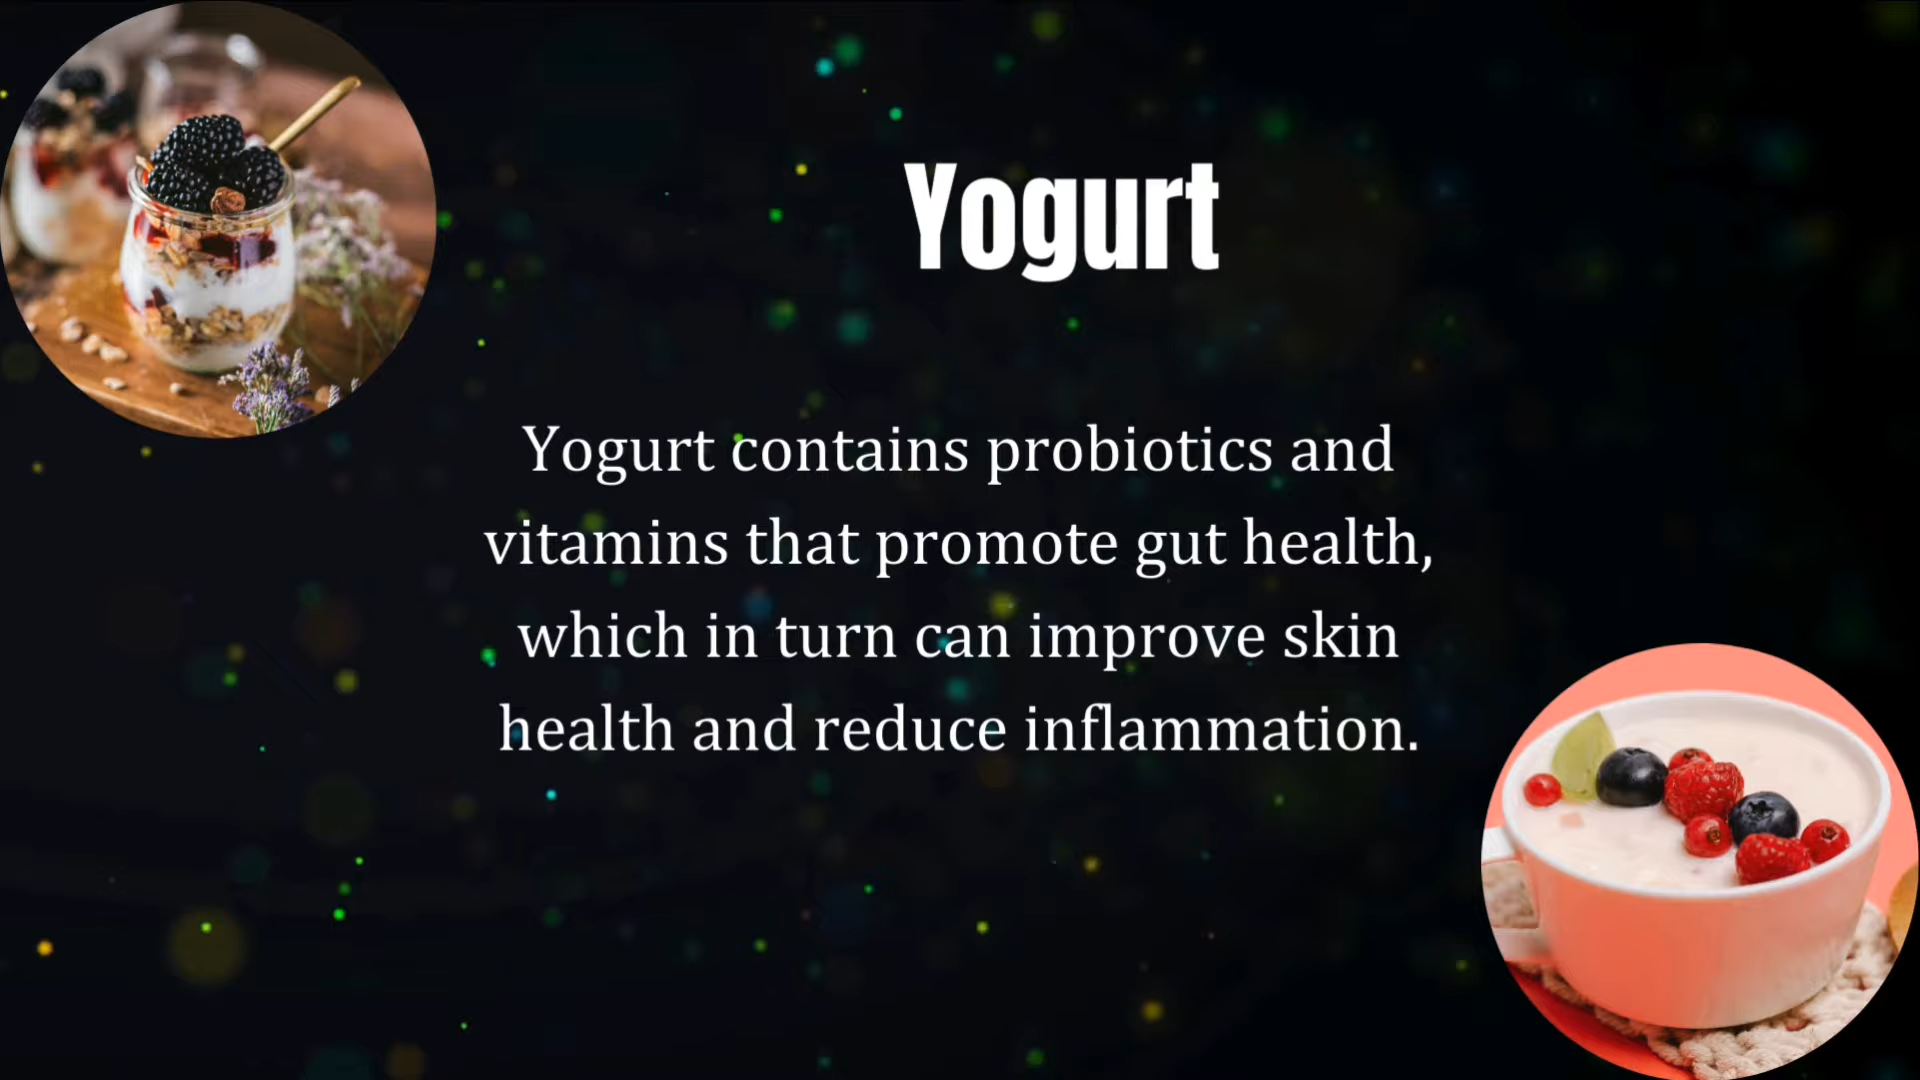 Yogurt
Yogurt contains probiotics and
vitamins that promote gut health,
which in turn can improve skin
health and reduce inflammation.